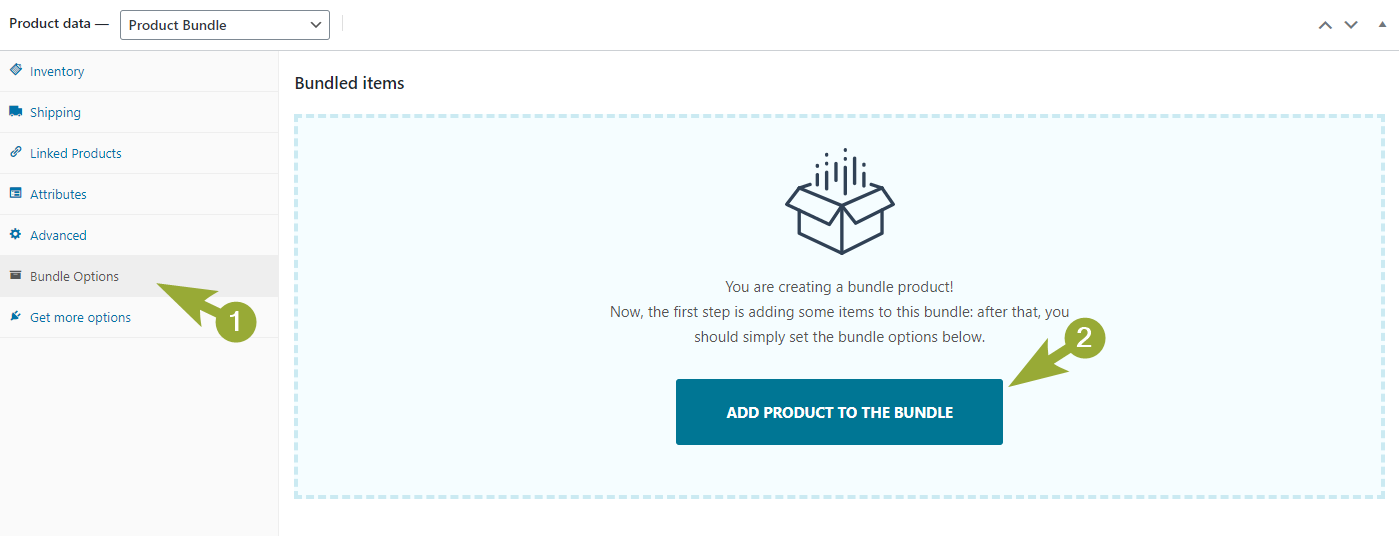 Product data — Product Bundle
Inventory
Shipping
Linked Products
Attributes
Advanced
Bundle Options
1
Get more options
Bundled items
You are creating a bundle product!
Now, the first step is adding some items to this bundle: after that, you
should simply set the bundle options below.
2
ADD PRODUCT TO THE BUNDLE